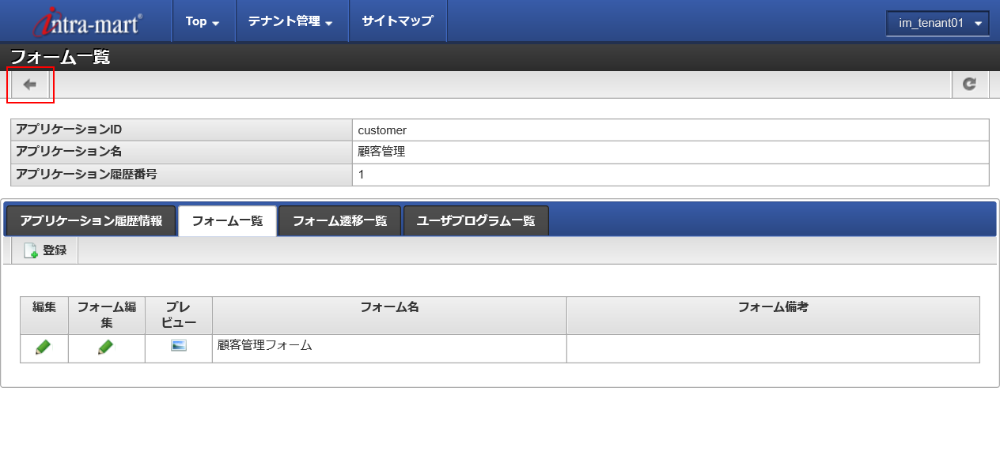 intra-mart®
Top
テナント管理
サイトマップ
im_tenant01
フォーム一覧
アプリケーションID
customer
アプリケーション名
顧客管理
アプリケーション履歴番号
1
アプリケーション履歴情報
フォーム一覧
フォーム遷移一覧
ユーザプログラム一覧
登録
編集
フォーム編
集
プレ
ビュー
フォーム名
フォーム備考
顧客管理フォーム